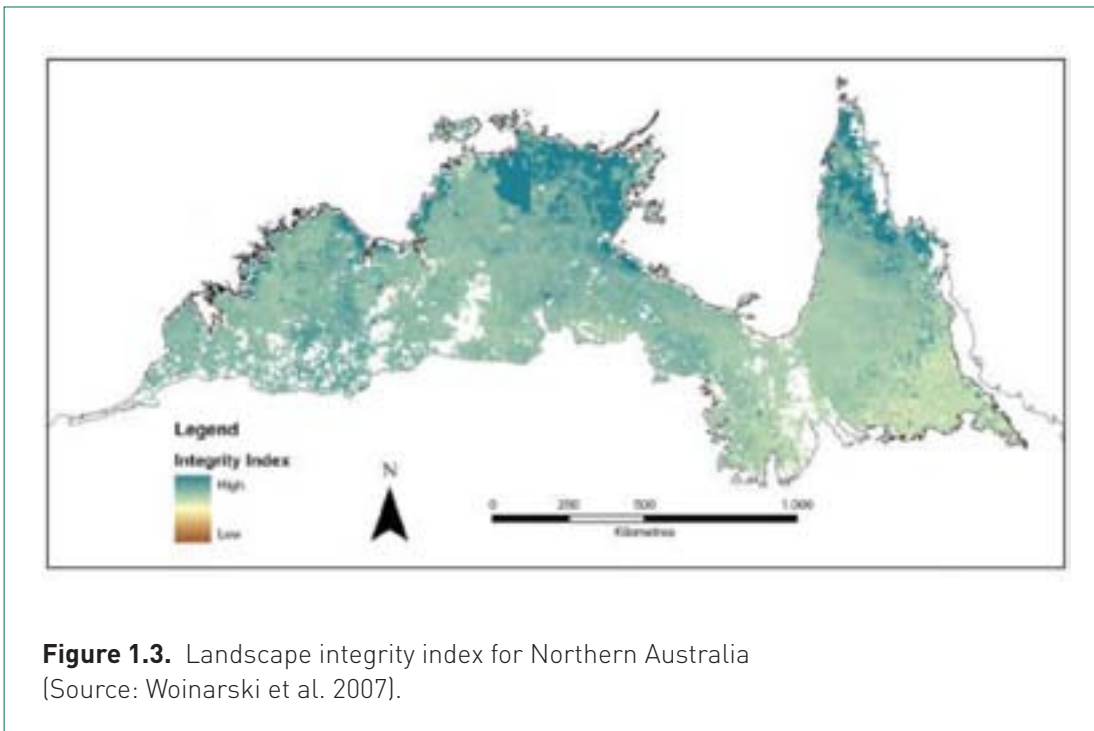 Legend
Integrity Index
High
Low
N
0 250 500 1,000
Kilometres
Figure 1.3. Landscape integrity index for Northern Australia
(Source: Woinarski et al. 2007).